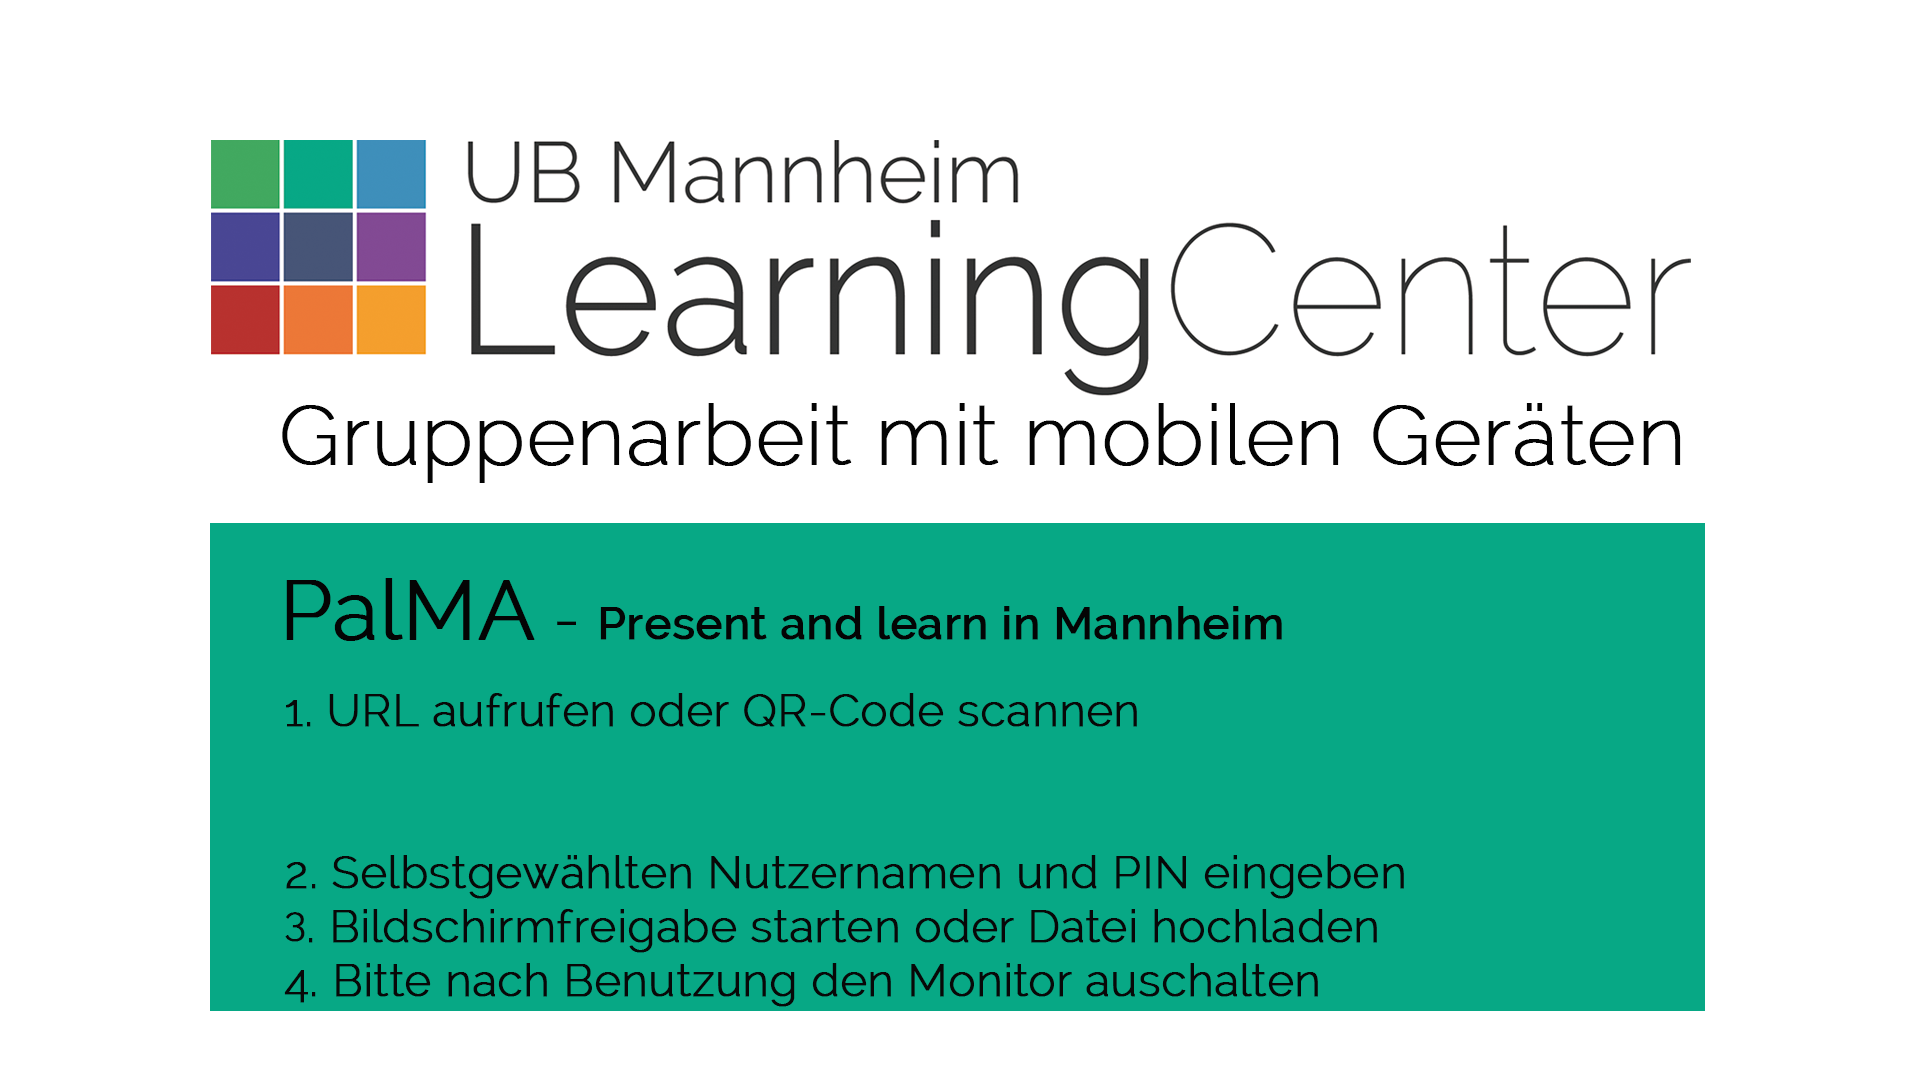 UB Mannheim
LearningCenter
Gruppenarbeit mit mobilen Geräten
PalMA - Present and learn in Mannheim
1. URL aufrufen oder QR-Code scannen
2. Selbstgewählten Nutzernamen und PIN eingeben
3. Bildschirmfreigabe starten oder Datei hochladen
4. Bitte nach Benutzung den Monitor auschalten